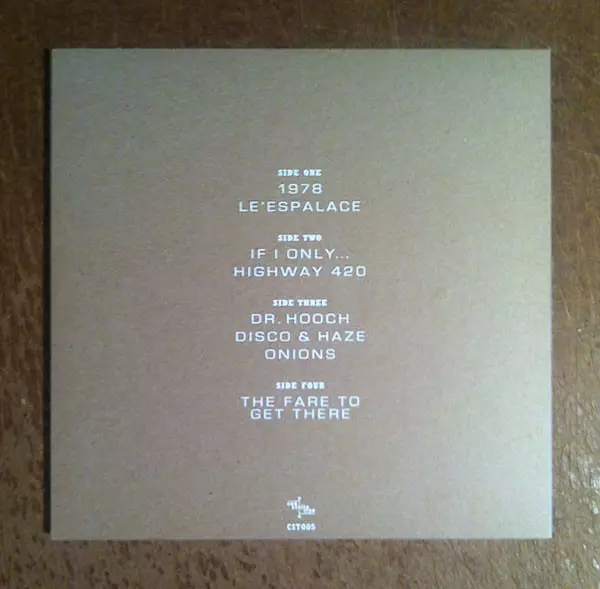 SIDE ONE
1978
LE'ESPALACE
SIDE TWO
IF I ONLY...
HIGHWAY 420
SIDE THREE
DR. HOOCH
DISCO & HAZE
ONIONS
SIDE FOUR
THE FARE TO
GET THERE
CIT005